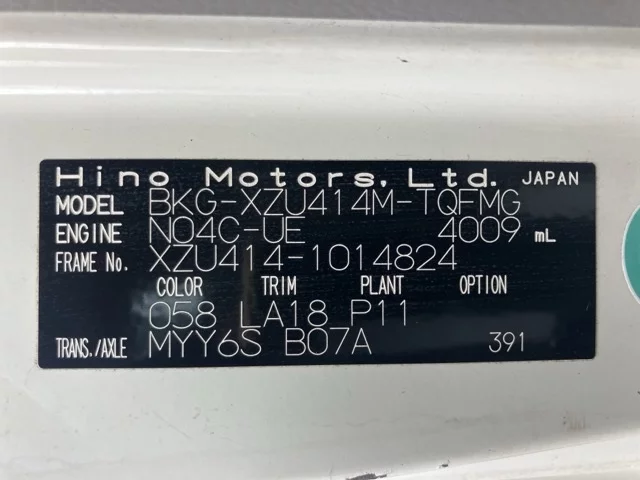 Hino Motors, Ltd. JAPAN
MODEL BKG-XZU414M-TQFMG
ENGINE N04C-UE 4009 mL
FRAME No. XZU414-1014824
COLOR TRIM PLANT OPTION
058 LA18 P11
TRANS./AXLE MYY6S B07A 391